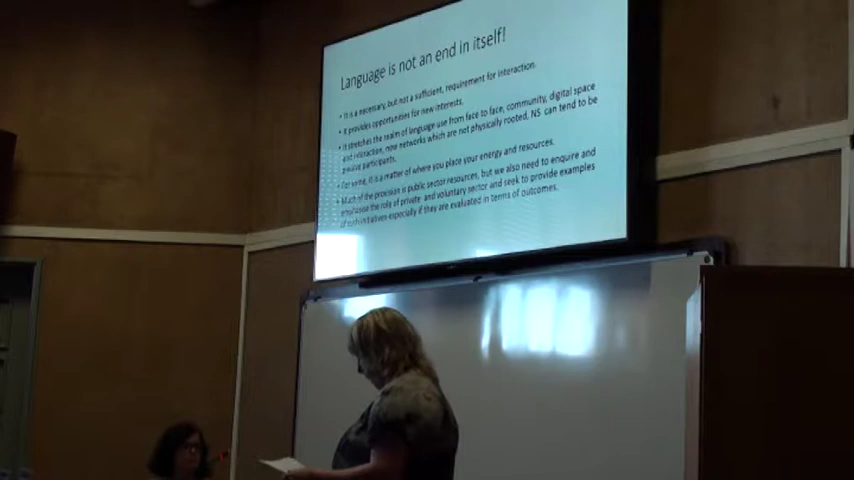 Language is not an end in itself!
• It is a necessary, but not a sufficient, requirement for interaction.
• It provides opportunities for new interests.
• It stretches the realm of language use from face to face, community, digital space
and interaction, new networks which are not physically rooted. NS can tend to be
passive participants.
• For some, it is a matter of where you place your energy and resources.
• Much of the provision is public sector resources, but we also need to enquire and
emphasise the role of private- and voluntary sector and seek to provide examples
of such initiatives-especially if they are evaluated in terms of outcomes.